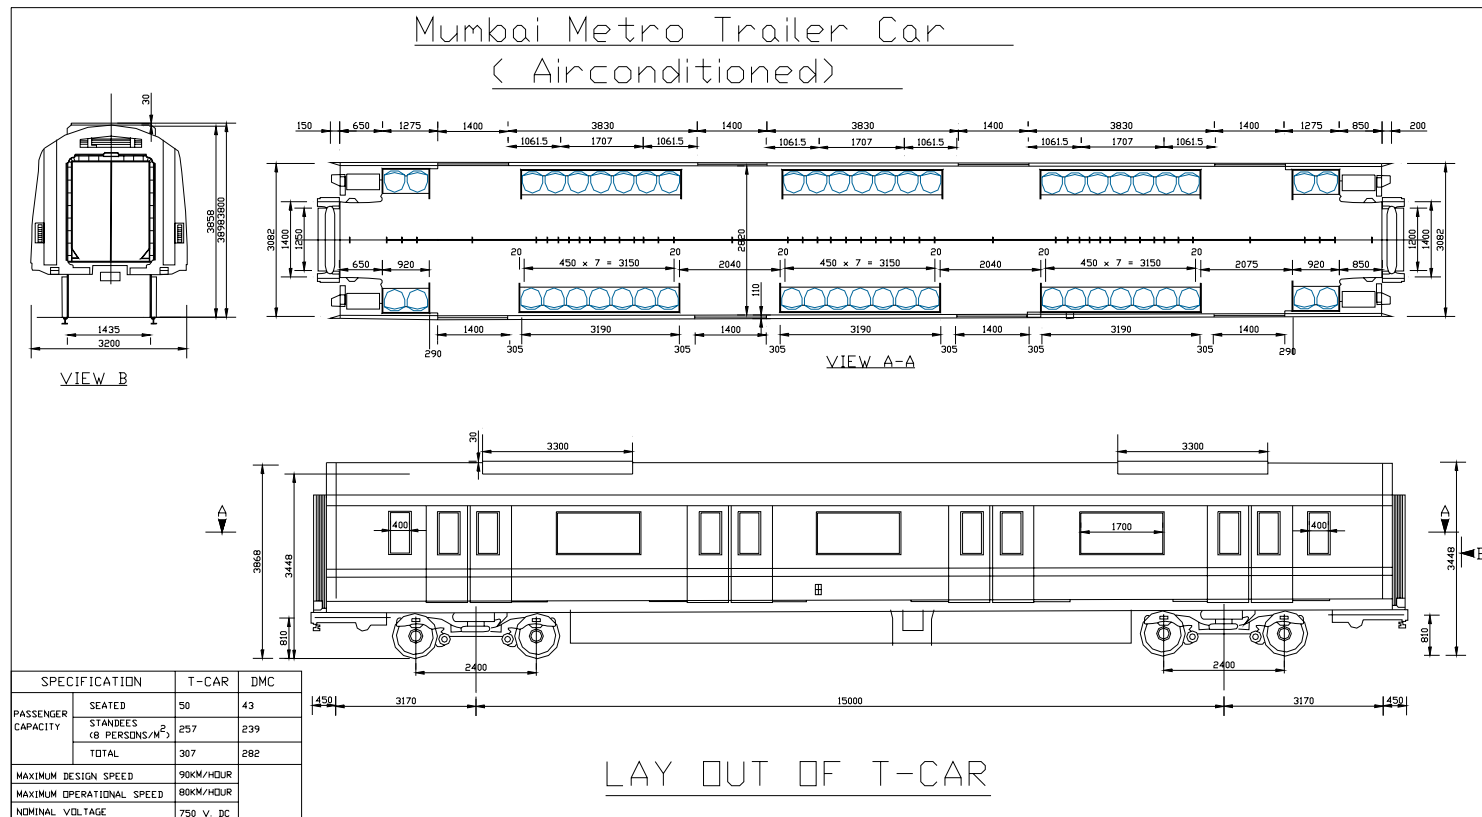 Mumbai Metro Trailer Car
( Airconditioned)
30
3858
3898
3800
1435
3200
VIEW B
150 650 1275 1400 3830 1400 3830 1400 3830 1400 1275 850 200
1061.5 1707 1061.5 1061.5 1707 1061.5 1061.5 1707 1061.5
3082 1400 1250 2820 1200 1400 3082
20 20 20 20 20 20
650 920 450 x 7 = 3150 2040 450 x 7 = 3150 2040 450 x 7 = 3150 2075 920 850
110
1400 3190 1400 3190 1400 3190 1400
290 305 305 305 305 305 305 290
VIEW A-A
30 3300 3300
A A
400 1700 400
3868 3448 3448
810 810
2400 2400
450 3170 15000 3170 450
SPECIFICATION T-CAR DMC
PASSENGER CAPACITY
SEATED 50 43
STANDEES (8 PERSONS/M2) 257 239
TOTAL 307 282
MAXIMUM DESIGN SPEED 90KM/HOUR
MAXIMUM OPERATIONAL SPEED 80KM/HOUR
NOMINAL VOLTAGE 750 V. DC
LAY OUT OF T-CAR